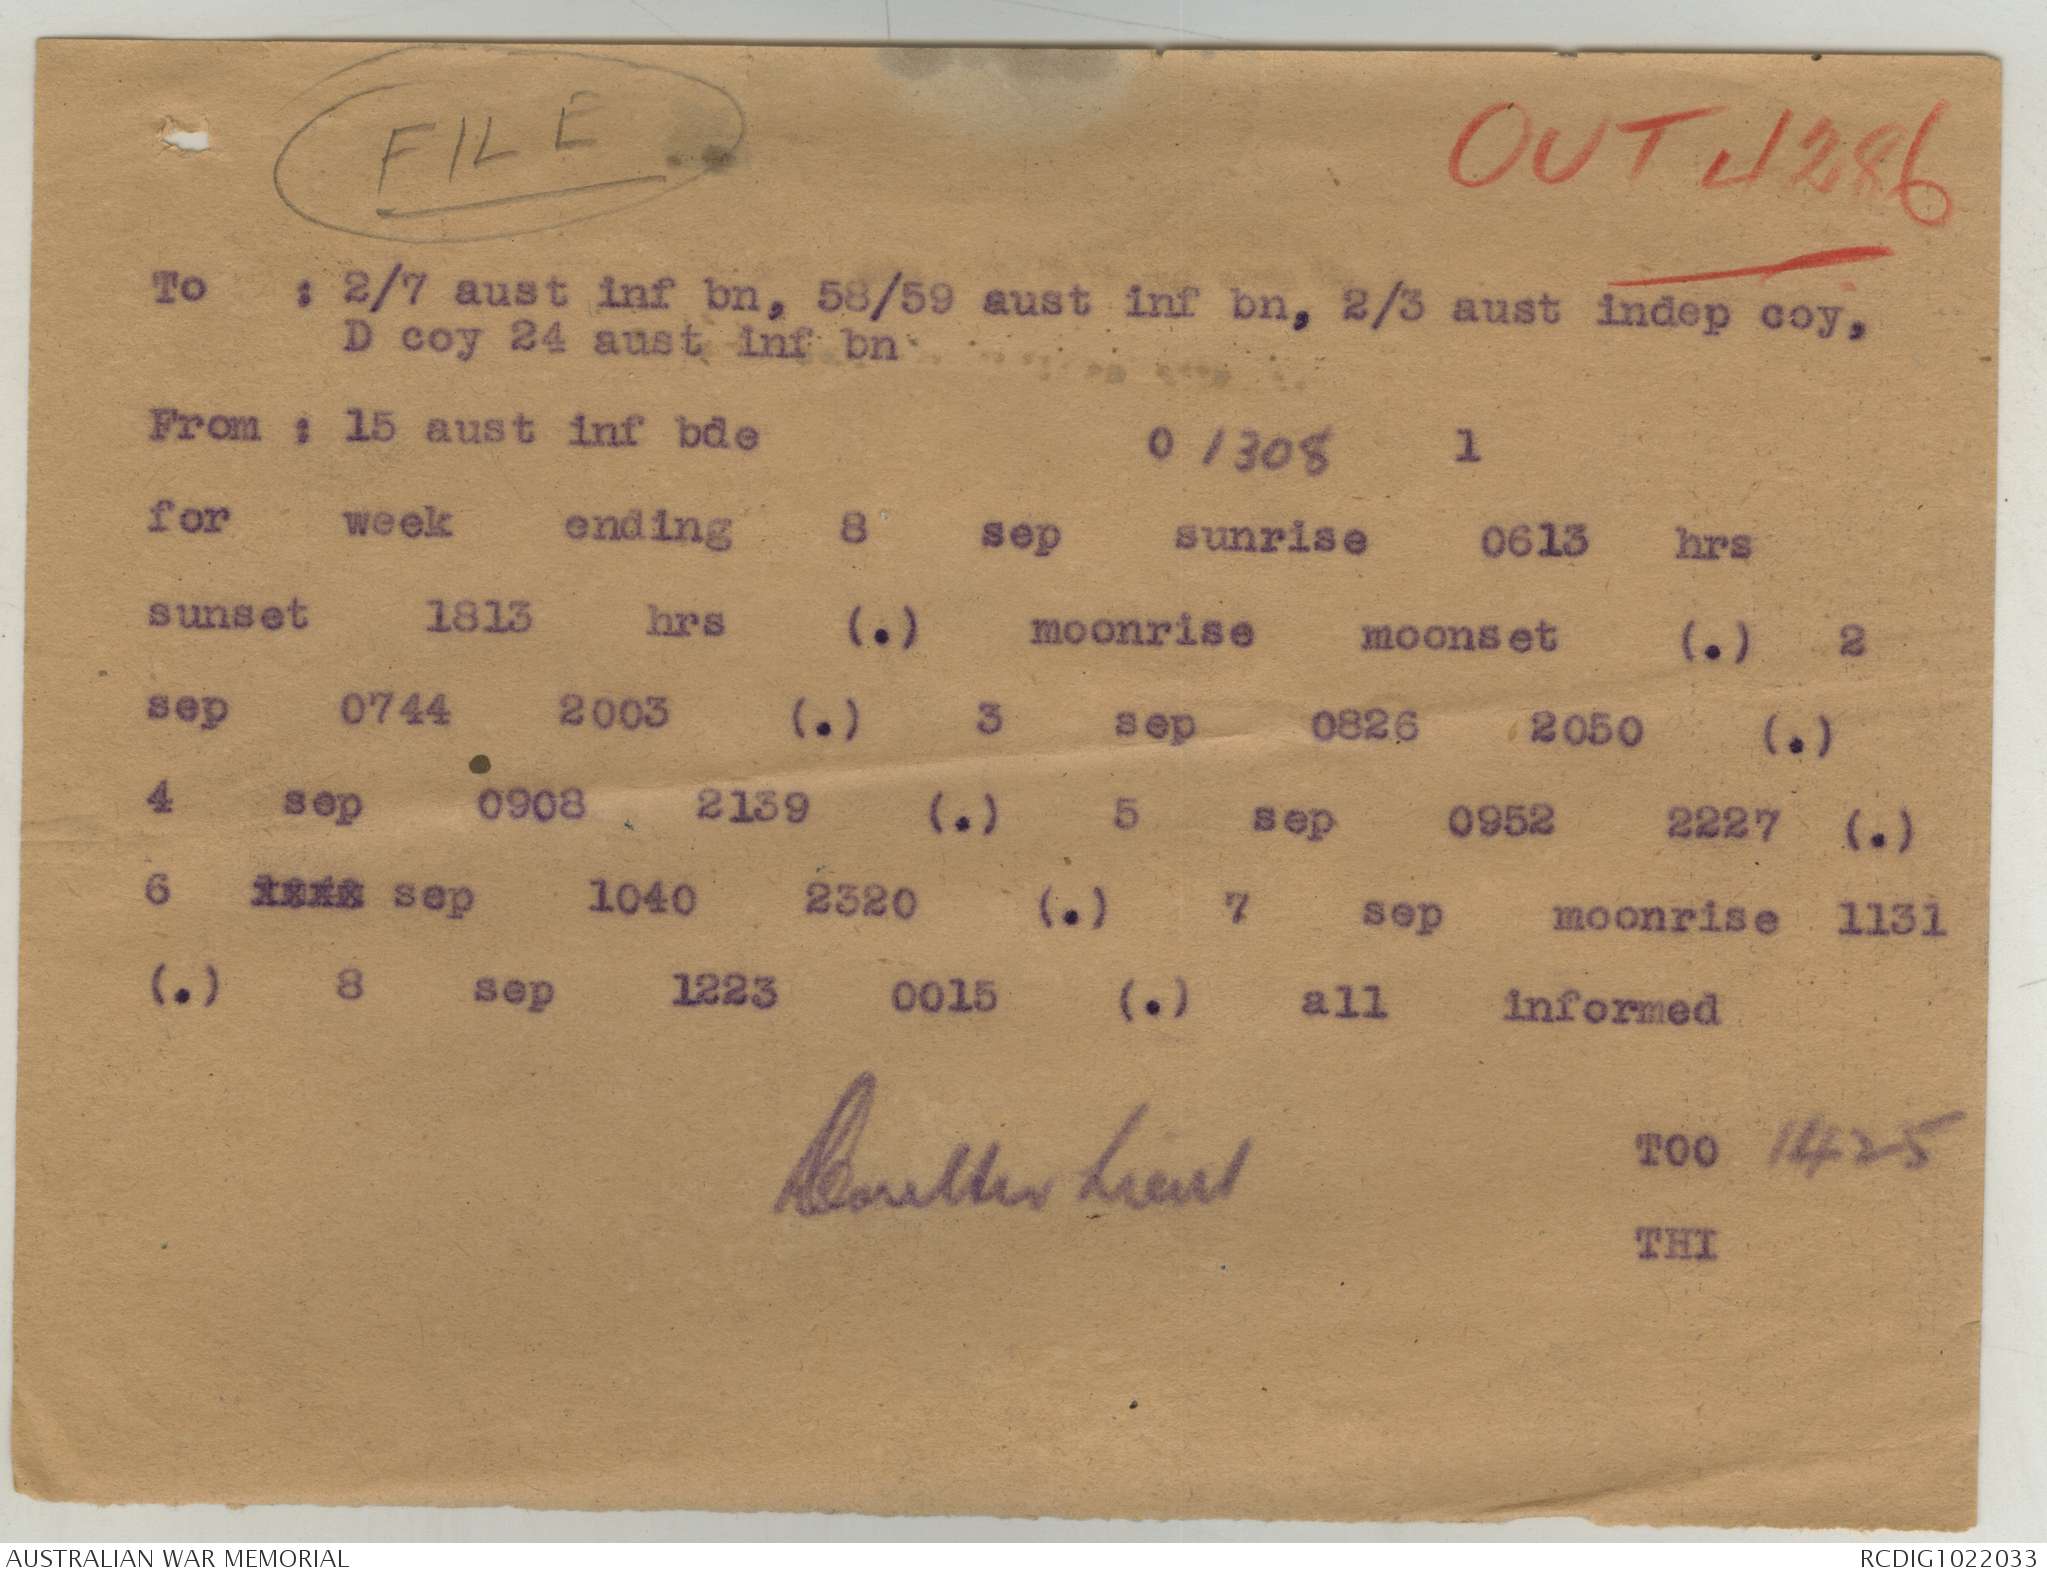 FILE
OUT J286
To : 2/7 aust inf bn, 58/59 aust inf bn, 2/3 aust indep coy,
D coy 24 aust inf bn
From : 15 aust inf bde 0 1308 1
for week ending 8 sep sunrise 0613 hrs
sunset 1813 hrs (.) moonrise moonset (.) 2
sep 0744 2003 (.) 3 sep 0826 2050 (.)
4 sep 0908 2139 (.) 5 sep 0952 2227 (.)
6 sep 1040 2320 (.) 7 sep moonrise 1131
(.) 8 sep 1223 0015 (.) all informed
Lieut
TOO 1425
THI
AUSTRALIAN WAR MEMORIAL
RCDIG1022033